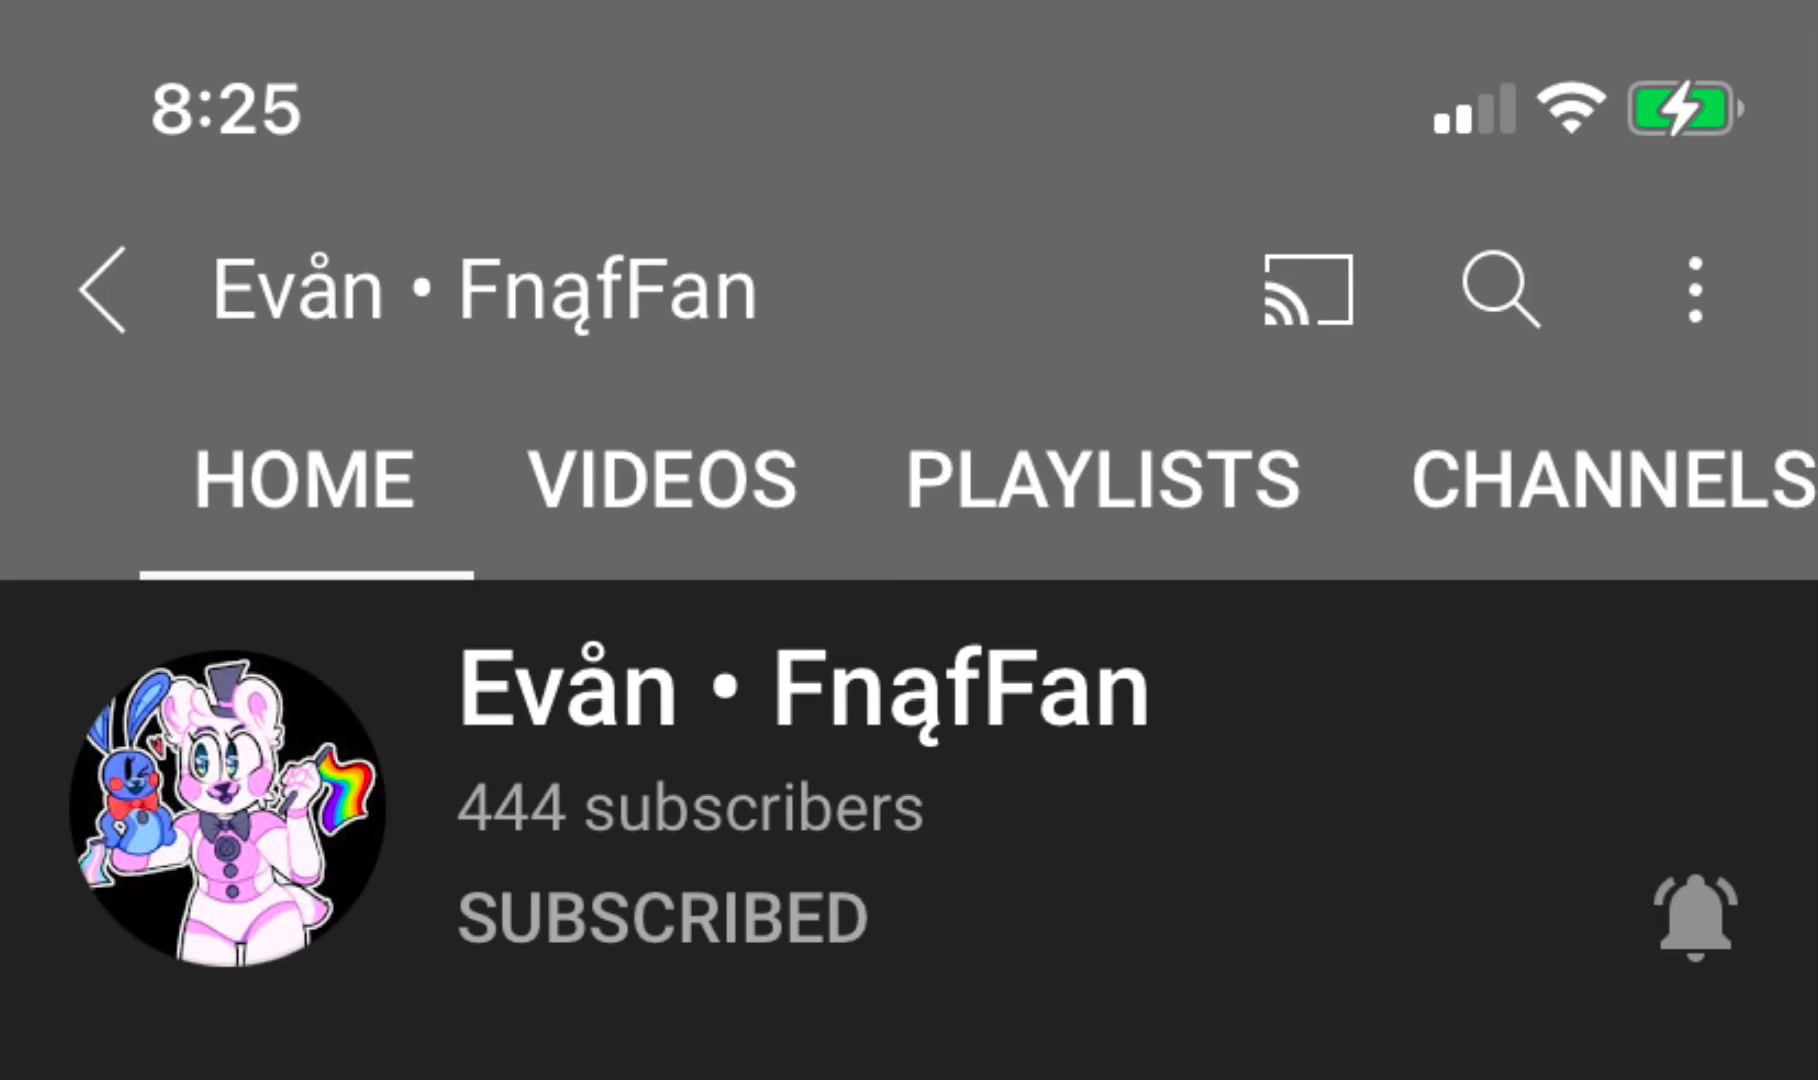 8:25
Evån • FnąfFan
HOME VIDEOS PLAYLISTS CHANNELS
Evån • FnąfFan
444 subscribers
SUBSCRIBED